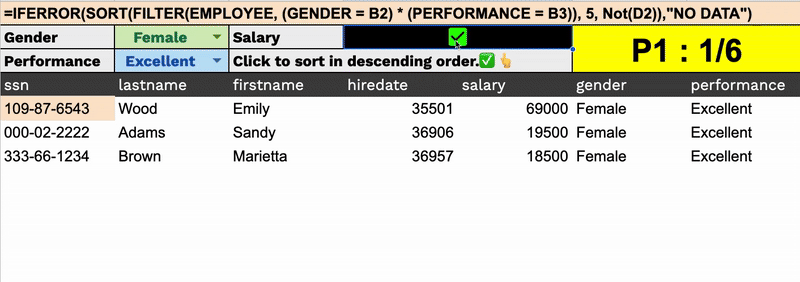 =IFERROR(SORT(FILTER(EMPLOYEE, (GENDER = B2) * (PERFORMANCE = B3)), 5, Not(D2)),"NO DATA")
Gender Female Salary ✅ P1 : 1/6
Performance Excellent Click to sort in descending order.✅👆
ssn lastname firstname hiredate salary gender performance
109-87-6543 Wood Emily 35501 69000 Female Excellent
000-02-2222 Adams Sandy 36906 19500 Female Excellent
333-66-1234 Brown Marietta 36957 18500 Female Excellent